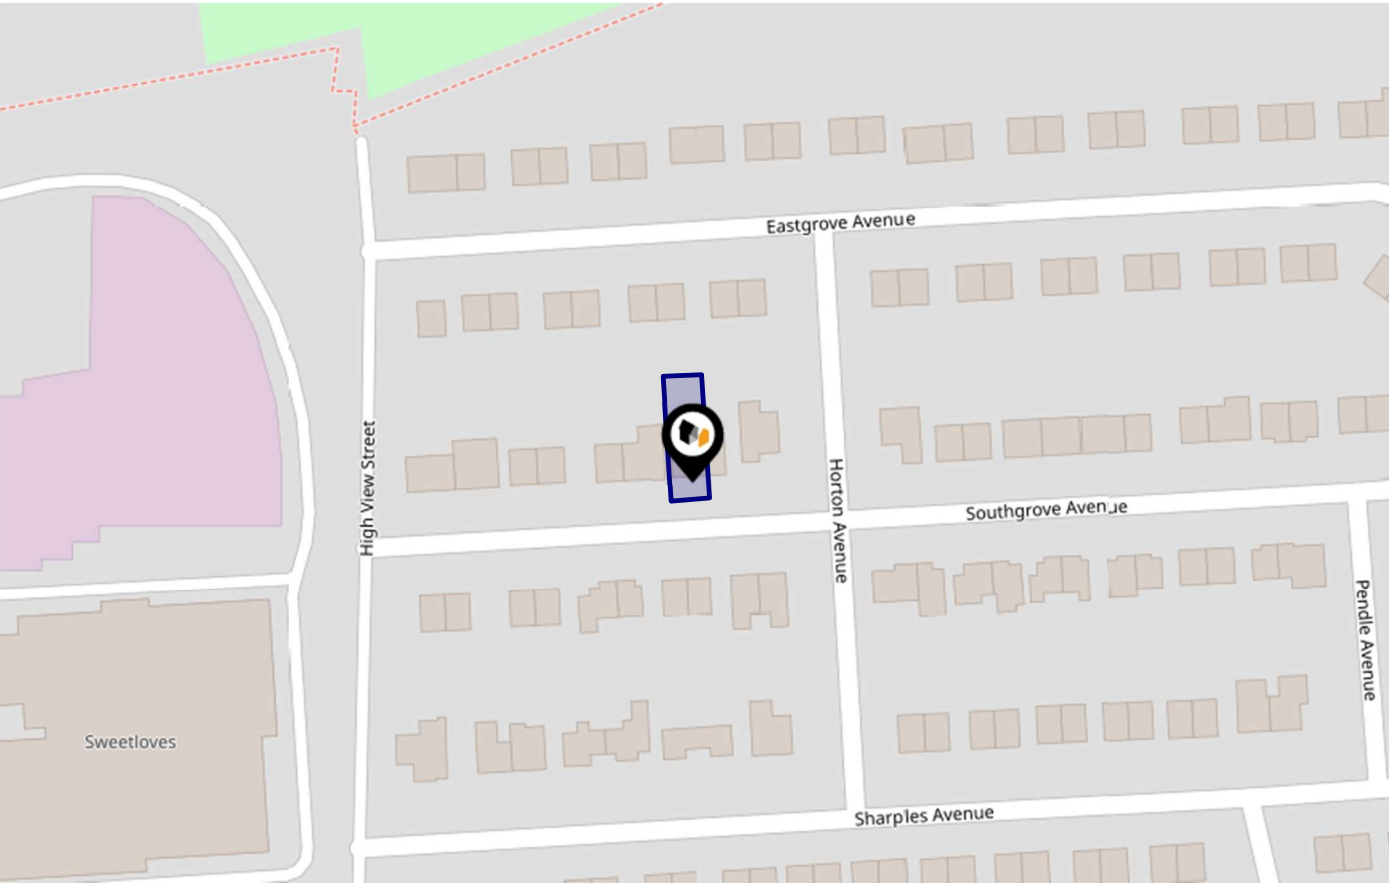 Eastgrove Avenue
High View Street
Horton Avenue
Southgrove Avenue
Pendle Avenue
Sweetloves
Sharples Avenue